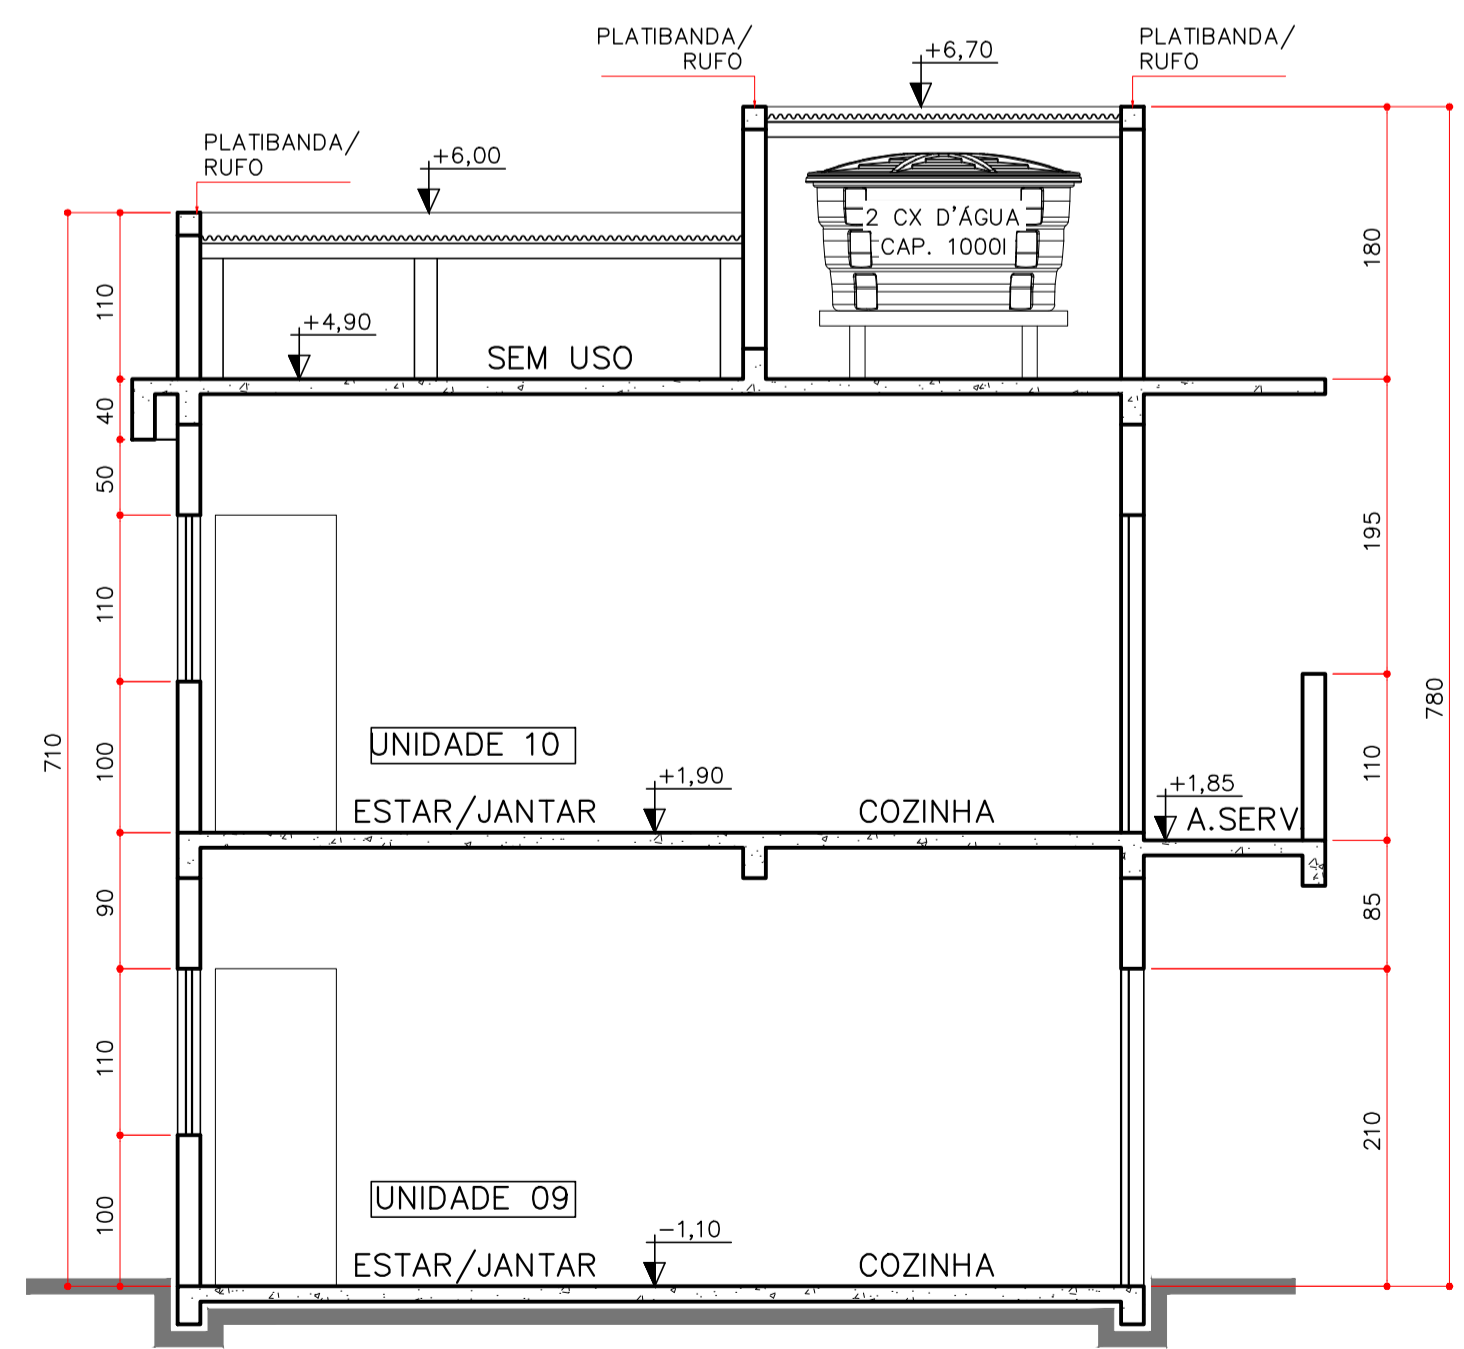 PLATIBANDA/
RUFO
+6,70
PLATIBANDA/
RUFO
PLATIBANDA/
RUFO
+6,00
2 CX D'ÁGUA
CAP. 1000l
180
110
+4,90
SEM USO
40
50
195
110
710
780
100
UNIDADE 10
110
+1,90
+1,85
ESTAR/JANTAR
COZINHA
A.SERV.
90
85
110
210
100
UNIDADE 09
-1,10
ESTAR/JANTAR
COZINHA